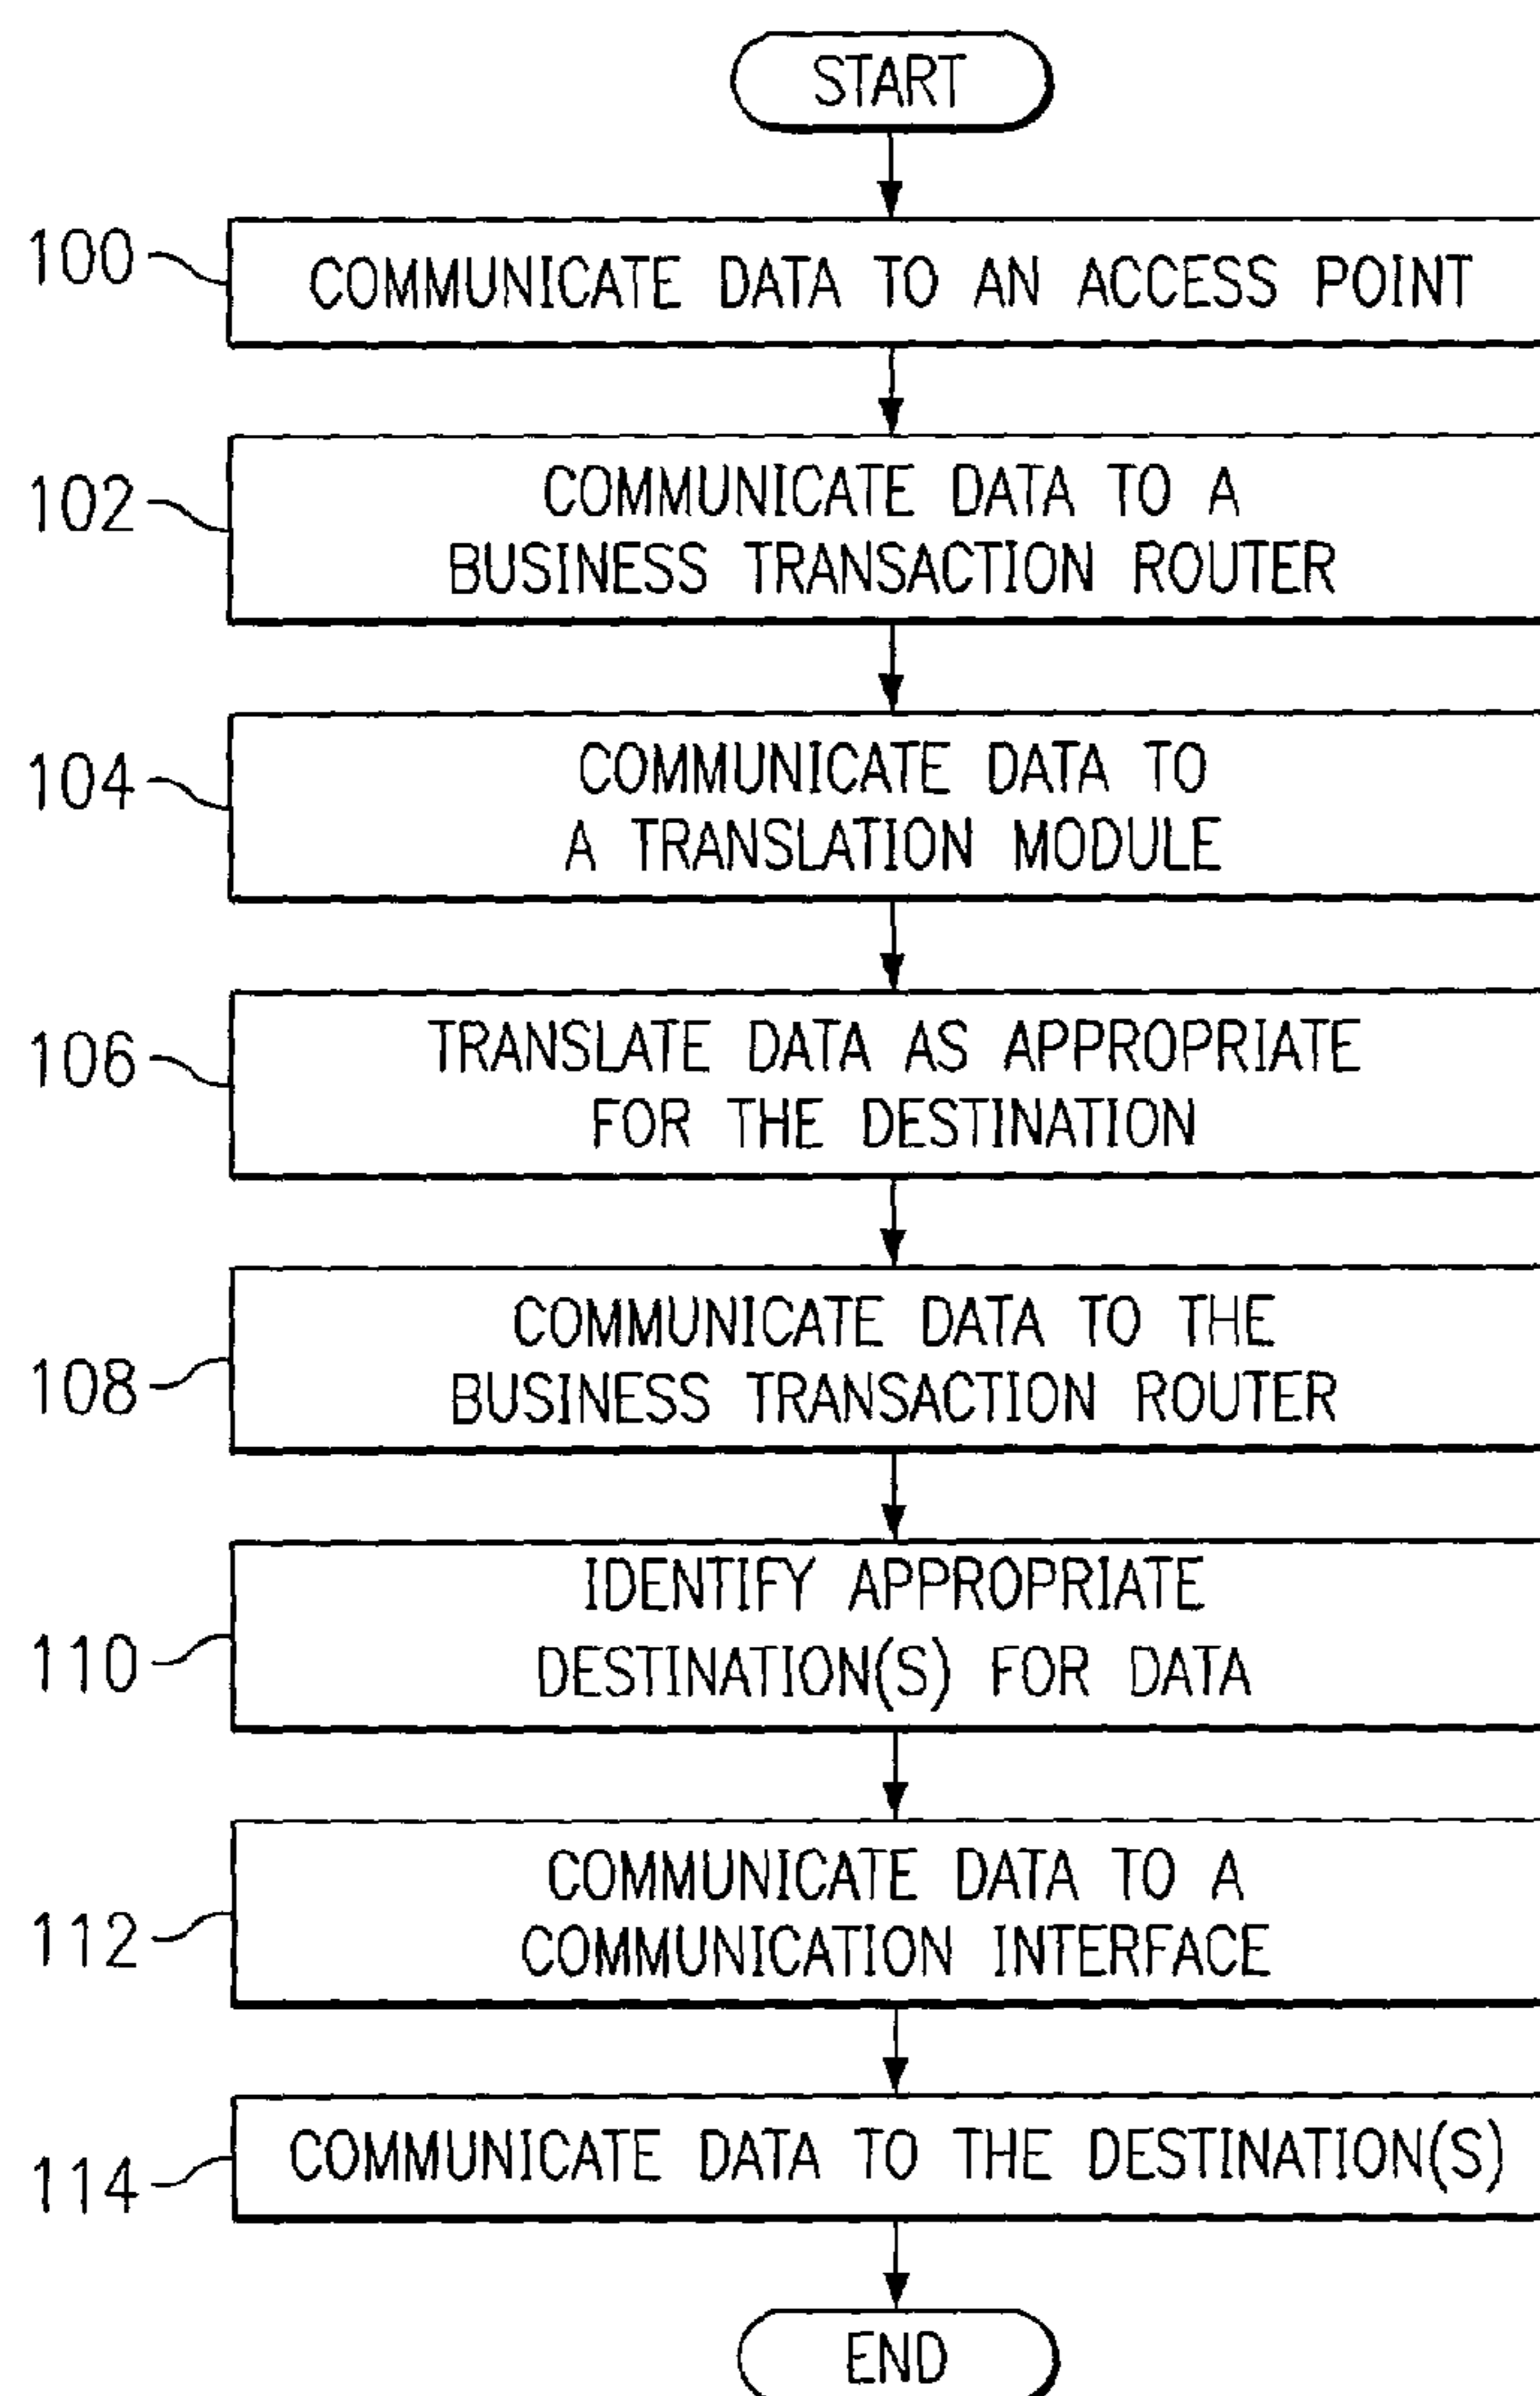 START
100
COMMUNICATE DATA TO AN ACCESS POINT
102
COMMUNICATE DATA TO A
BUSINESS TRANSACTION ROUTER
104
COMMUNICATE DATA TO
A TRANSLATION MODULE
106
TRANSLATE DATA AS APPROPRIATE
FOR THE DESTINATION
108
COMMUNICATE DATA TO THE
BUSINESS TRANSACTION ROUTER
110
IDENTIFY APPROPRIATE
DESTINATION(S) FOR DATA
112
COMMUNICATE DATA TO A
COMMUNICATION INTERFACE
114
COMMUNICATE DATA TO THE DESTINATION(S)
END